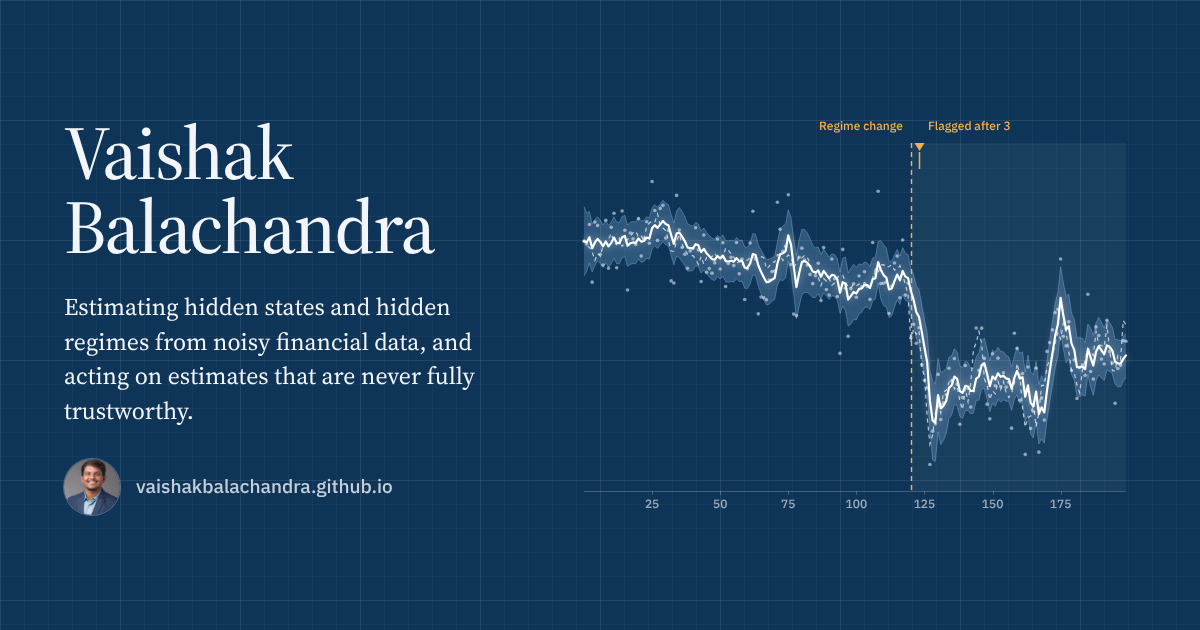 Vaishak
Balachandra
Estimating hidden states and hidden
regimes from noisy financial data, and
acting on estimates that are never fully
trustworthy.
vaishakbalachandra.github.io
Regime change
Flagged after 3
25 50 75 100 125 150 175